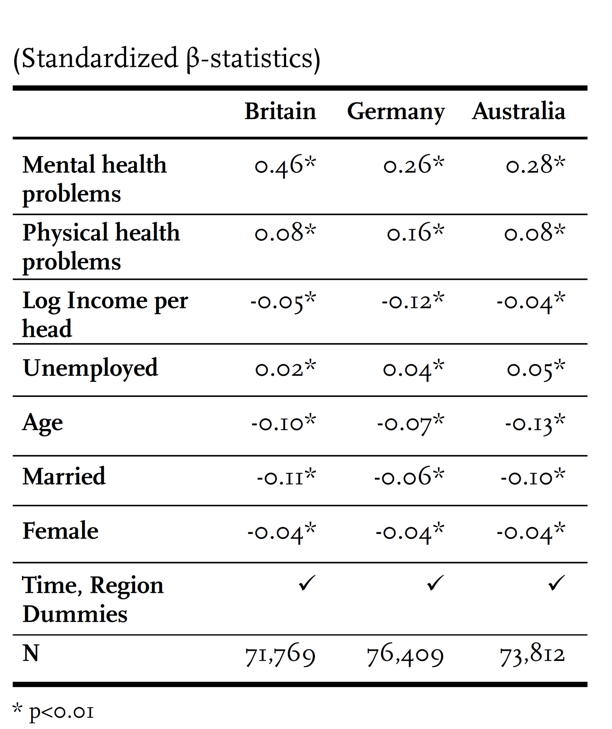 (Standardized β-statistics)
Britain Germany Australia
Mental health 0.46* 0.26* 0.28*
problems
Physical health 0.08* 0.16* 0.08*
problems
Log Income per -0.05* -0.12* -0.04*
head
Unemployed 0.02* 0.04* 0.05*
Age -0.10* -0.07* -0.13*
Married -0.11* -0.06* -0.10*
Female -0.04* -0.04* -0.04*
Time, Region ✓ ✓ ✓
Dummies
N 71,769 76,409 73,812
* p<0.01